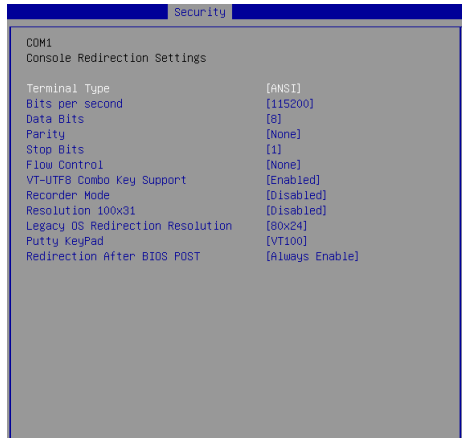 Security
COM1
Console Redirection Settings
Terminal Type [ANSI]
Bits per second [115200]
Data Bits [8]
Parity [None]
Stop Bits [1]
Flow Control [None]
VT-UTF8 Combo Key Support [Enabled]
Recorder Mode [Disabled]
Resolution 100x31 [Disabled]
Legacy OS Redirection Resolution [80x24]
Putty KeyPad [VT100]
Redirection After BIOS POST [Always Enable]